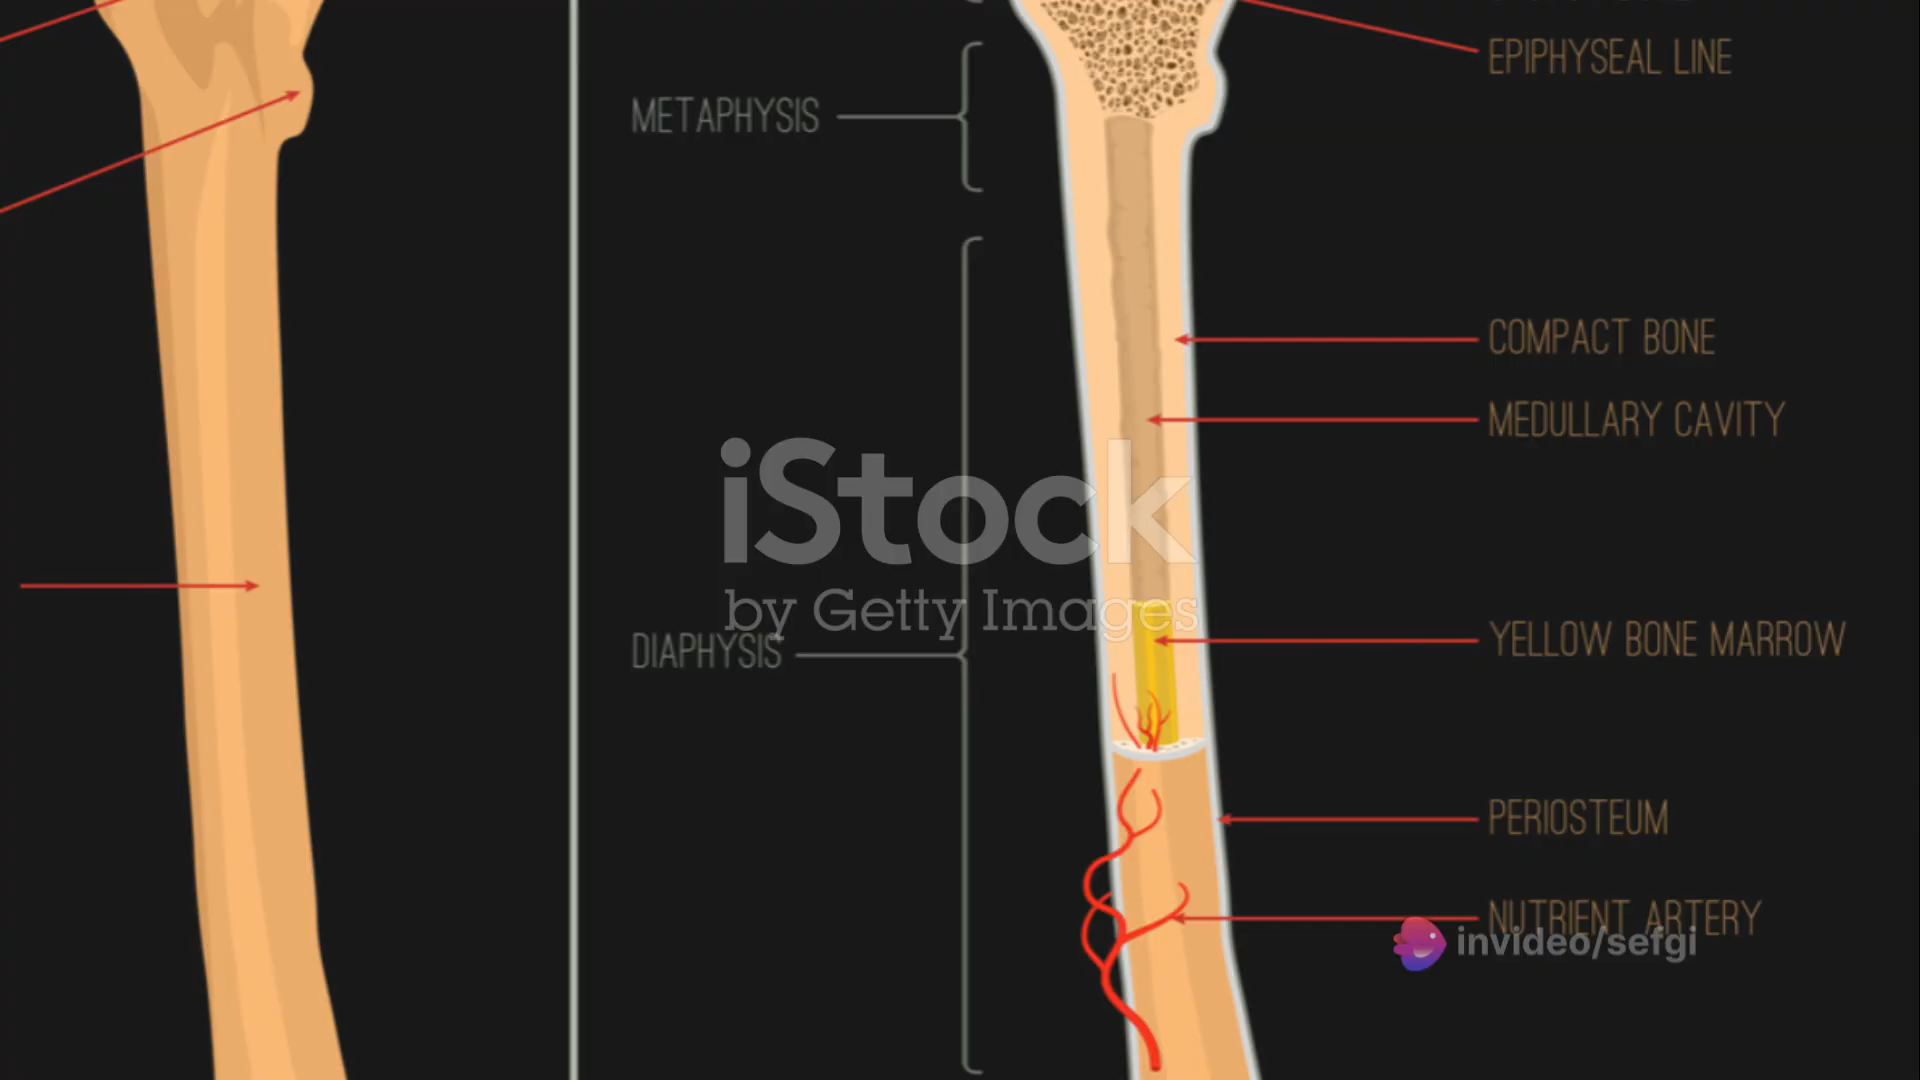 EPIPHYSEAL LINE
METAPHYSIS
COMPACT BONE
MEDULLARY CAVITY
iStock
by Getty Images
YELLOW BONE MARROW
DIAPHYSIS
PERIOSTEUM
NUTRIENT ARTERY
invideo/sefgi